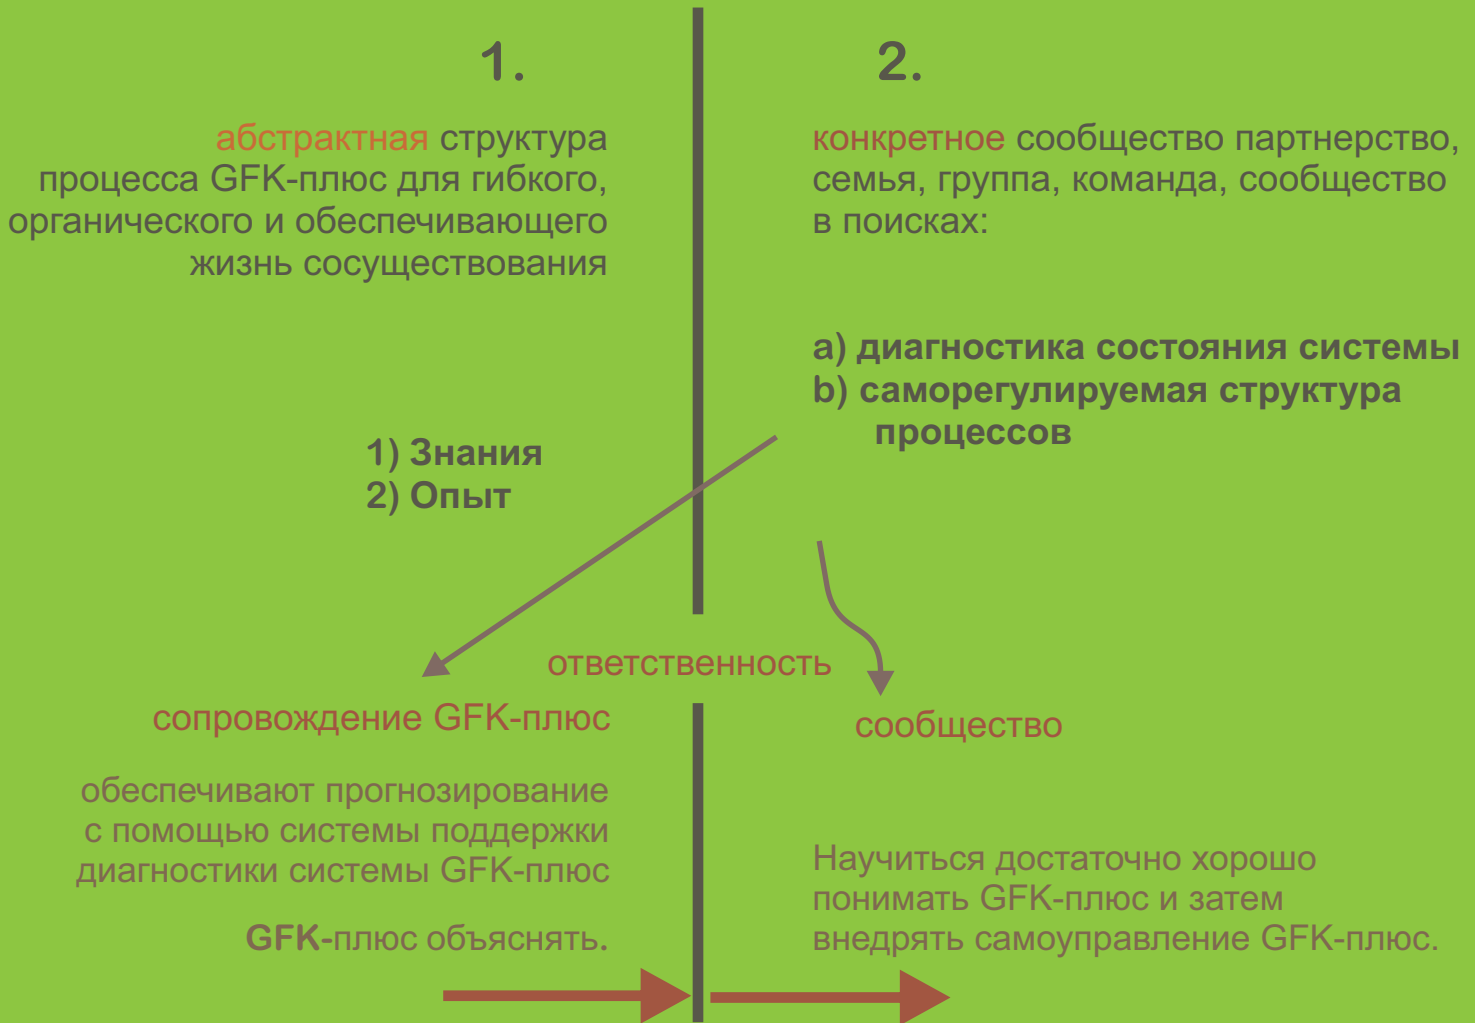 1.
абстрактная структура
процесса GFK-плюс для гибкого,
органического и обеспечивающего
жизнь сосуществования
1) Знания
2) Опыт
2.
конкретное сообщество партнерство,
семья, группа, команда, сообщество
в поисках:
a) диагностика состояния системы
b) саморегулируемая структура
процессов
ответственность
сопровождение GFK-плюс
обеспечивают прогнозирование
с помощью системы поддержки
диагностики системы GFK-плюс
GFK-плюс объяснять.
сообщество
Научиться достаточно хорошо
понимать GFK-плюс и затем
внедрять самоуправление GFK-плюс.